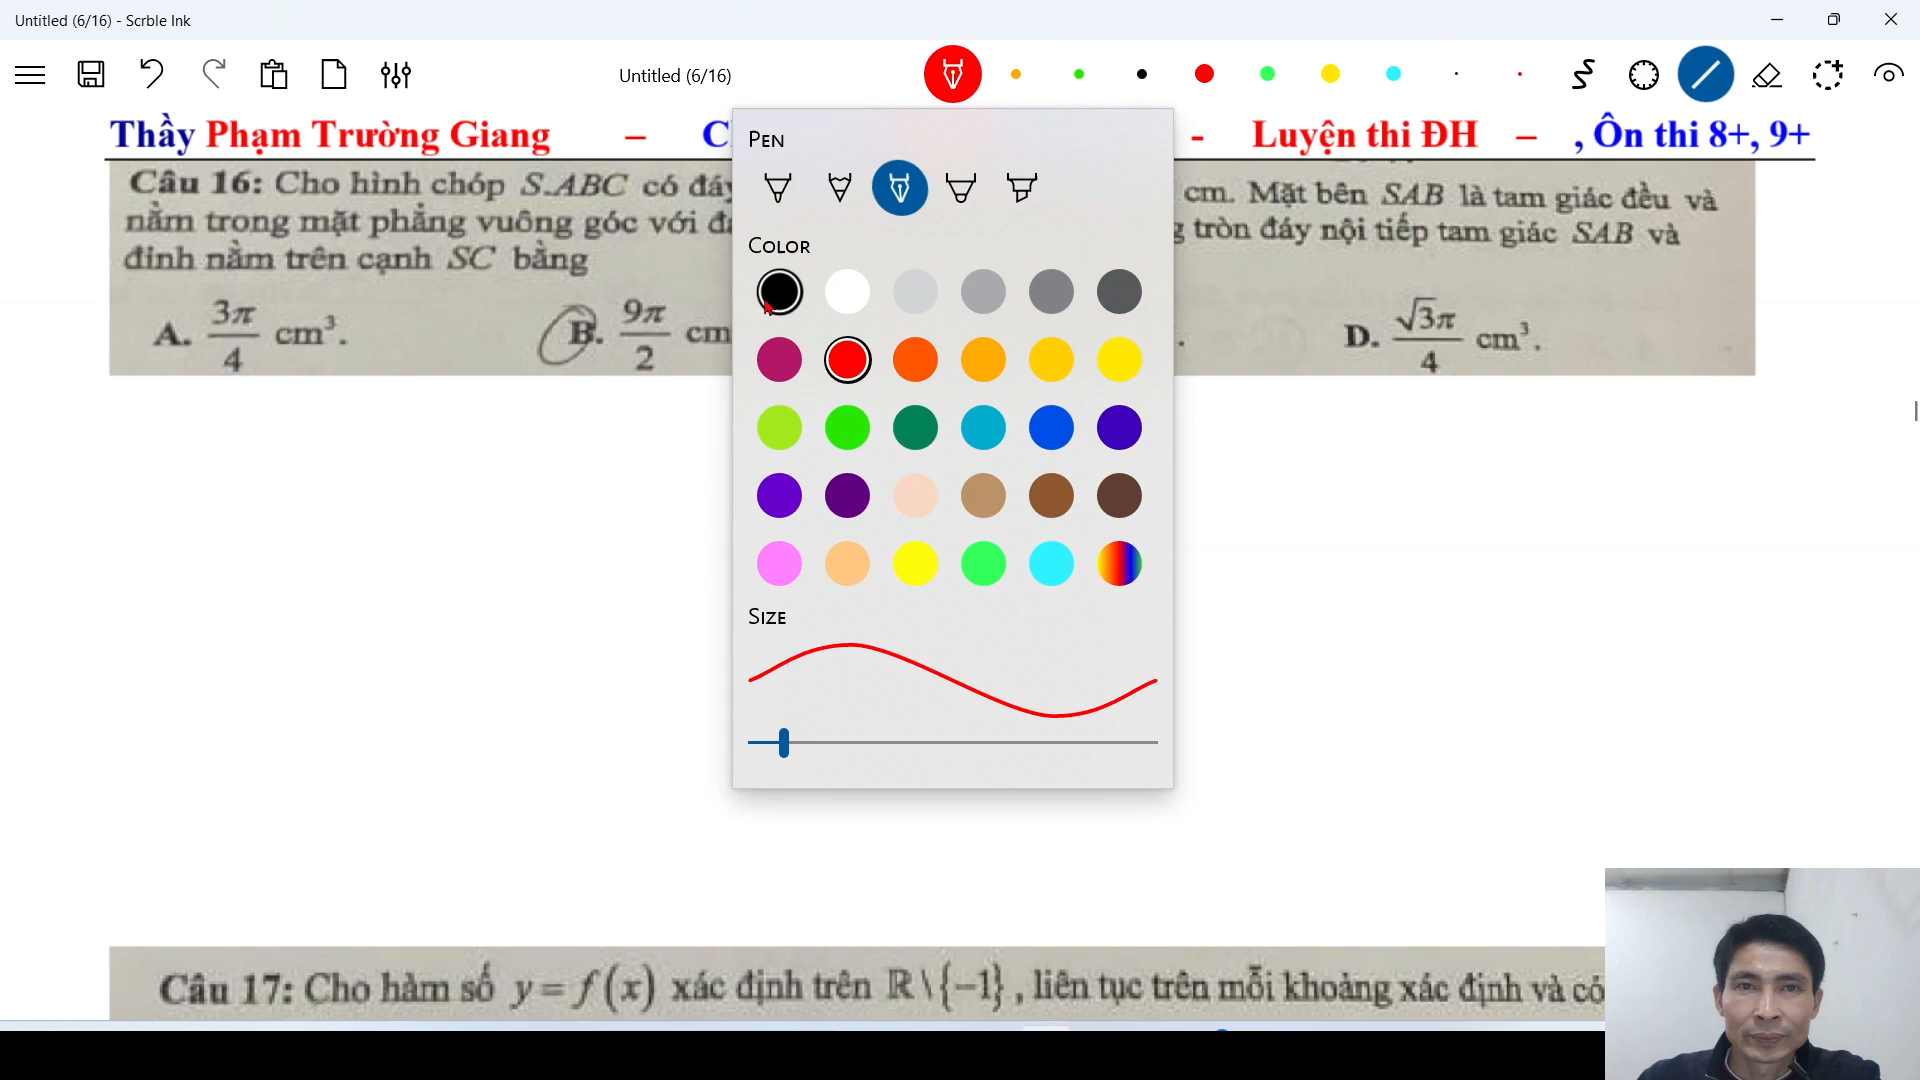 Untitled (6/16) - Scrble Ink
Untitled (6/16)
Thầy Phạm Trường Giang – C - Luyện thi ĐH – , Ôn thi 8+, 9+
Câu 16: Cho hình chóp S.ABC có đáy cm. Mặt bên SAB là tam giác đều và
nằm trong mặt phẳng vuông góc với đ g tròn đáy nội tiếp tam giác SAB và
đỉnh nằm trên cạnh SC bằng
A. 3π/4 cm³. B. 9π/2 cm . D. √3π/4 cm³.
PEN
COLOR
SIZE
Câu 17: Cho hàm số y = f(x) xác định trên ℝ\{−1}, liên tục trên mỗi khoảng xác định và có